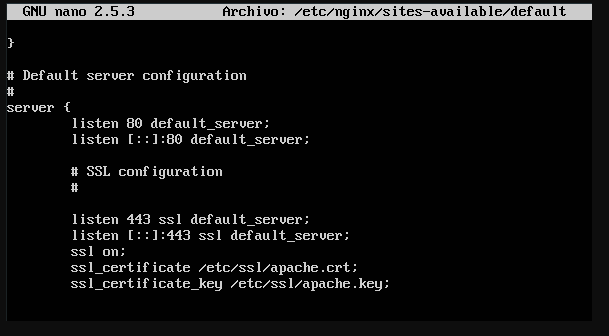 GNU nano 2.5.3 Archivo: /etc/nginx/sites-available/default
}
# Default server configuration
#
server {
listen 80 default_server;
listen [::]:80 default_server;
# SSL configuration
#
listen 443 ssl default_server;
listen [::]:443 ssl default_server;
ssl on;
ssl_certificate /etc/ssl/apache.crt;
ssl_certificate_key /etc/ssl/apache.key;